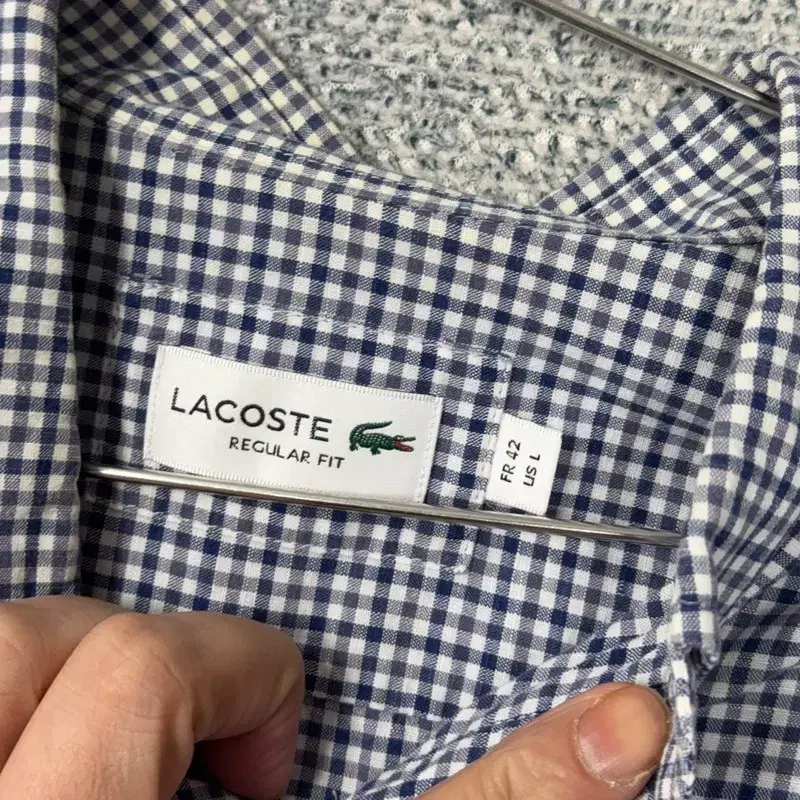 LACOSTE
REGULAR FIT
FR 42
US L